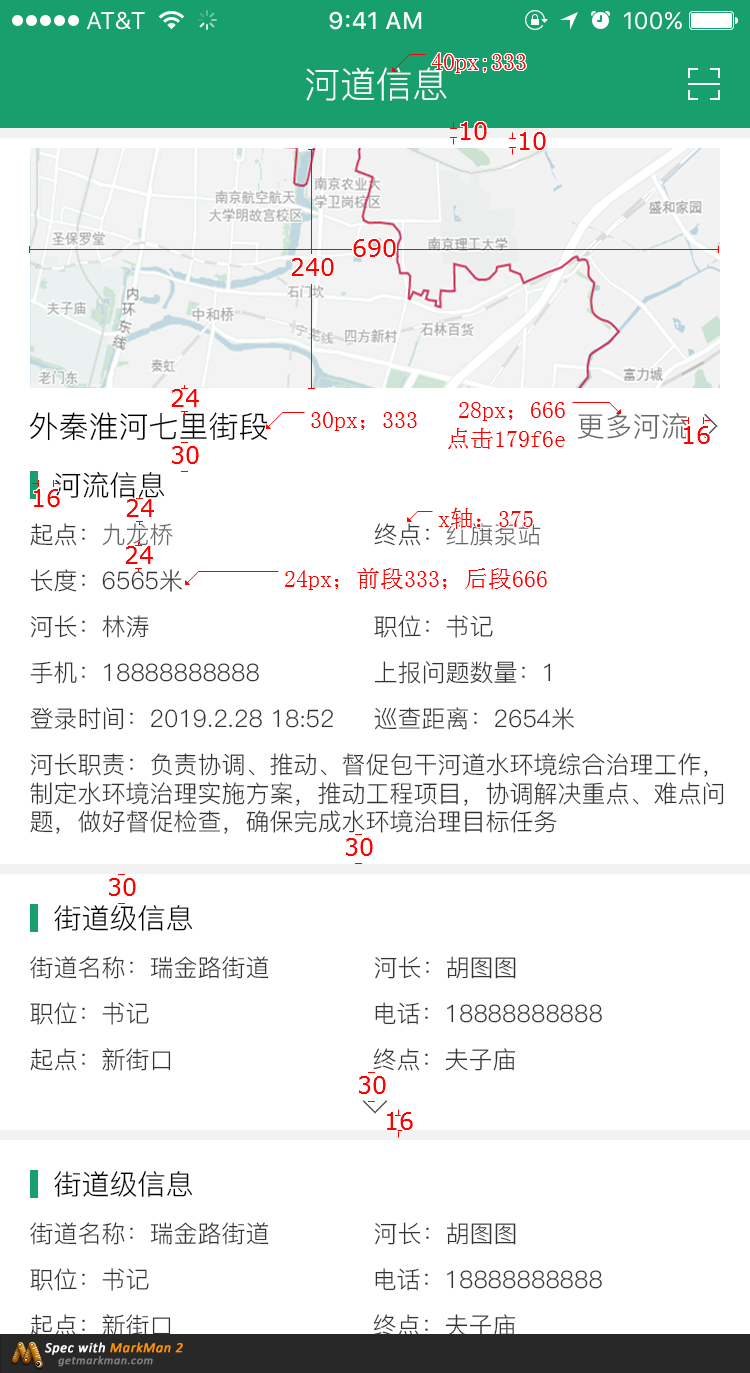 AT&T 9:41 AM 100%
河道信息
40px;333
10
10
南京航空航天
大学明故宫校区
南京农业大
学卫岗校区
盛和家园
圣保罗堂
690
南京理工大学
240
石门坎
夫子庙
内环东线
中和桥
宁芜线
四方新村
石林百货
秦虹
老门东
富力城
24
外秦淮河七里街段
30px；333
28px；666
点击179f6e
更多河流
16
30
16
河流信息
24
x轴：375
起点：九龙桥 终点：红旗泵站
24
长度：6565米
24px；前段333；后段666
河长：林涛 职位：书记
手机：18888888888 上报问题数量：1
登录时间：2019.2.28 18:52 巡查距离：2654米
河长职责：负责协调、推动、督促包干河道水环境综合治理工作，
制定水环境治理实施方案，推动工程项目，协调解决重点、难点问
题，做好督促检查，确保完成水环境治理目标任务
30
30
街道级信息
街道名称：瑞金路街道 河长：胡图图
职位：书记 电话：18888888888
起点：新街口 终点：夫子庙
30
16
街道级信息
街道名称：瑞金路街道 河长：胡图图
职位：书记 电话：18888888888
起点：新街口 终点：夫子庙
Spec with MarkMan 2
getmarkman.com